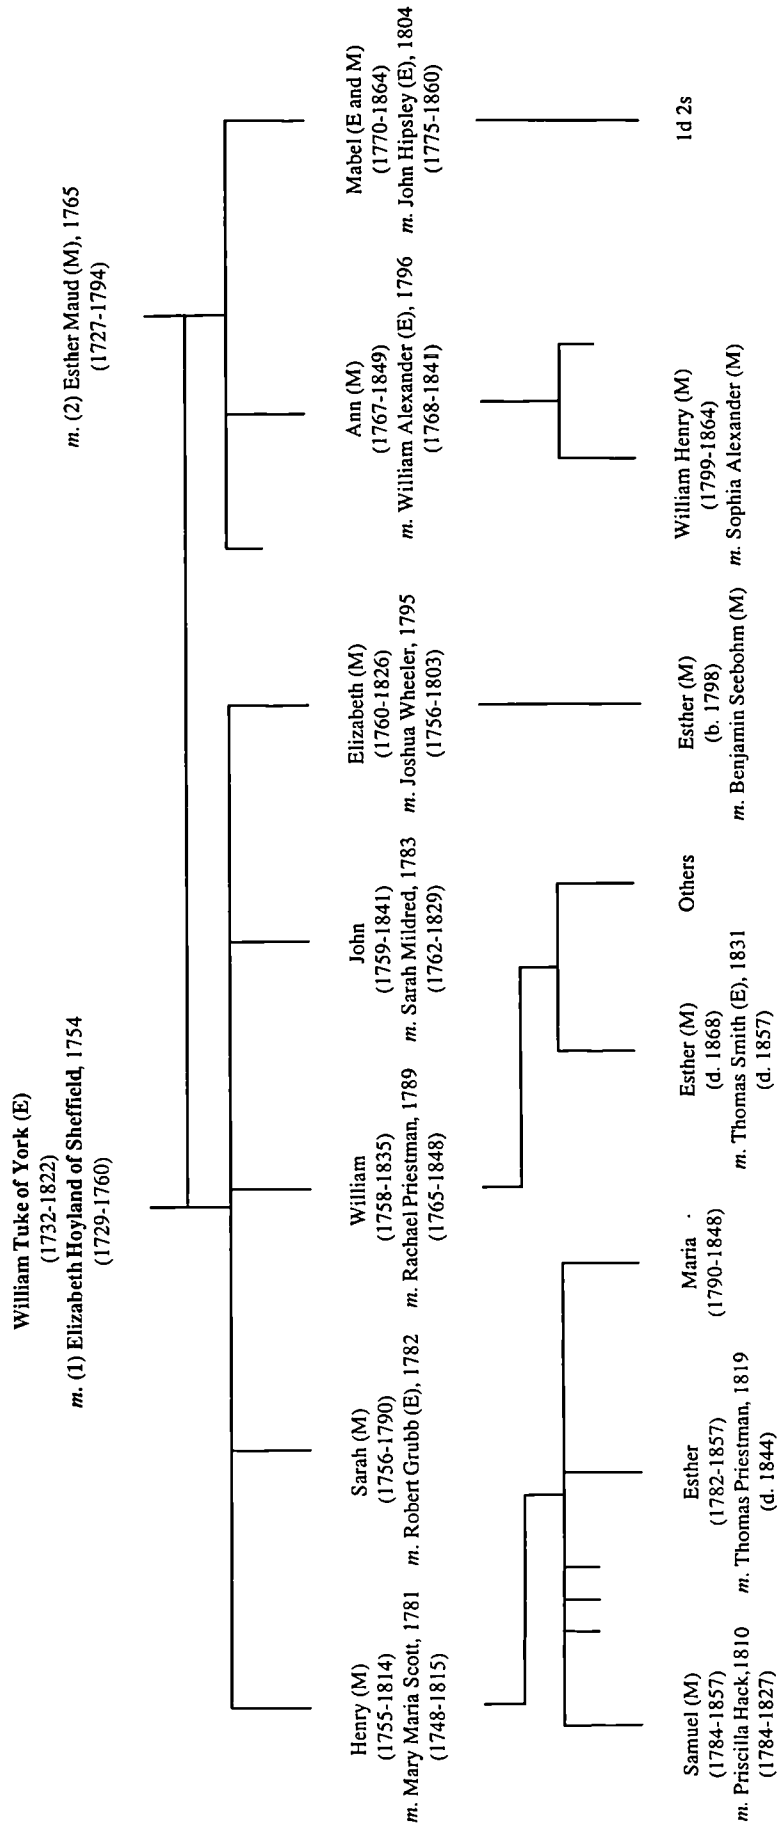 William Tuke of York (E)
(1732-1822)
m. (1) Elizabeth Hoyland of Sheffield, 1754
(1729-1760)
m. (2) Esther Maud (M), 1765
(1727-1794)
Henry (M)
(1755-1814)
m. Mary Maria Scott, 1781
(1748-1815)
Sarah (M)
(1756-1790)
m. Robert Grubb (E), 1782
William
(1758-1835)
m. Rachael Priestman, 1789
(1765-1848)
John
(1759-1841)
m. Sarah Mildred, 1783
(1762-1829)
Elizabeth (M)
(1760-1826)
m. Joshua Wheeler, 1795
(1756-1803)
Ann (M)
(1767-1849)
m. William Alexander (E), 1796
(1768-1841)
Mabel (E and M)
(1770-1864)
m. John Hipsley (E), 1804
(1775-1860)
Samuel (M)
(1784-1857)
m. Priscilla Hack,1810
(1784-1827)
Esther
(1782-1857)
m. Thomas Priestman, 1819
(d. 1844)
Maria
(1790-1848)
Esther (M)
(d. 1868)
m. Thomas Smith (E), 1831
(d. 1857)
Others
Esther (M)
(b. 1798)
m. Benjamin Seebohm (M)
William Henry (M)
(1799-1864)
m. Sophia Alexander (M)
1d 2s